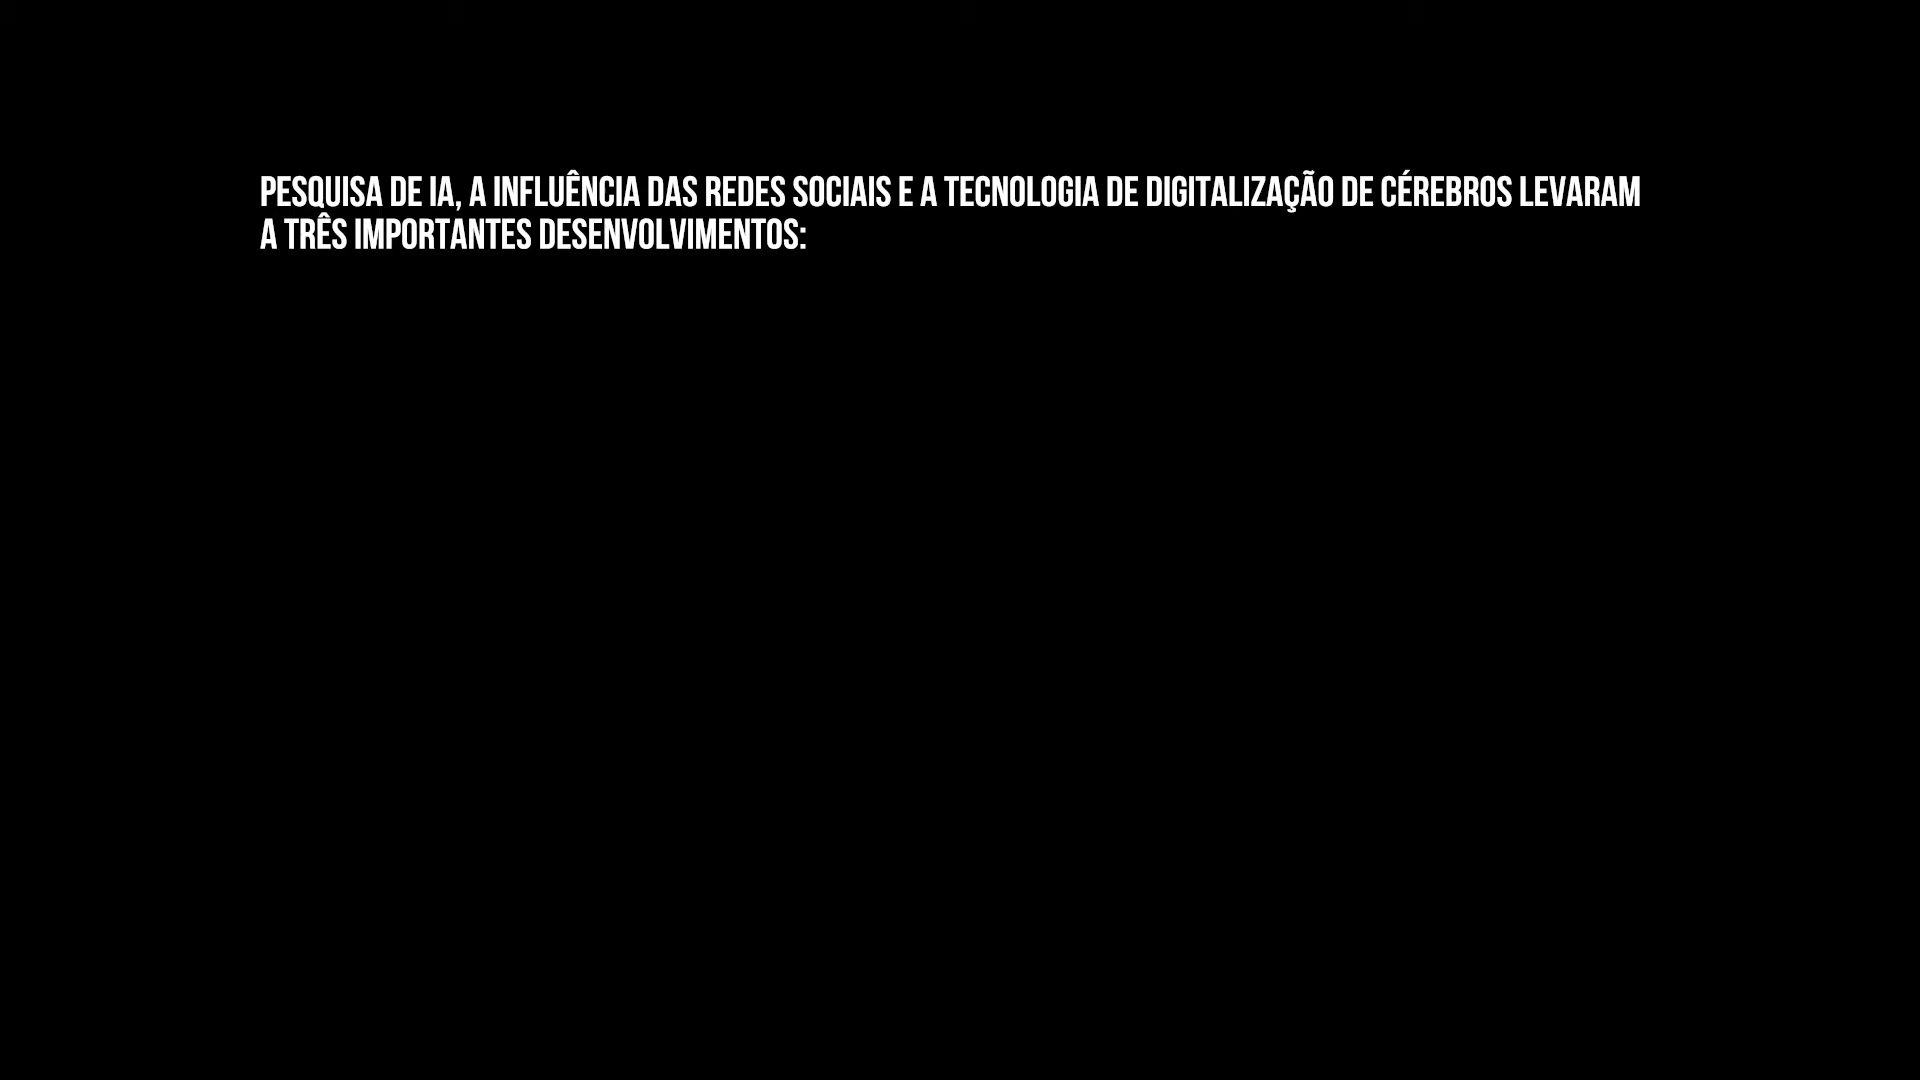 PESQUISA DE IA, A INFLUÊNCIA DAS REDES SOCIAIS E A TECNOLOGIA DE DIGITALIZAÇÃO DE CÉREBROS LEVARAM
A TRÊS IMPORTANTES DESENVOLVIMENTOS: